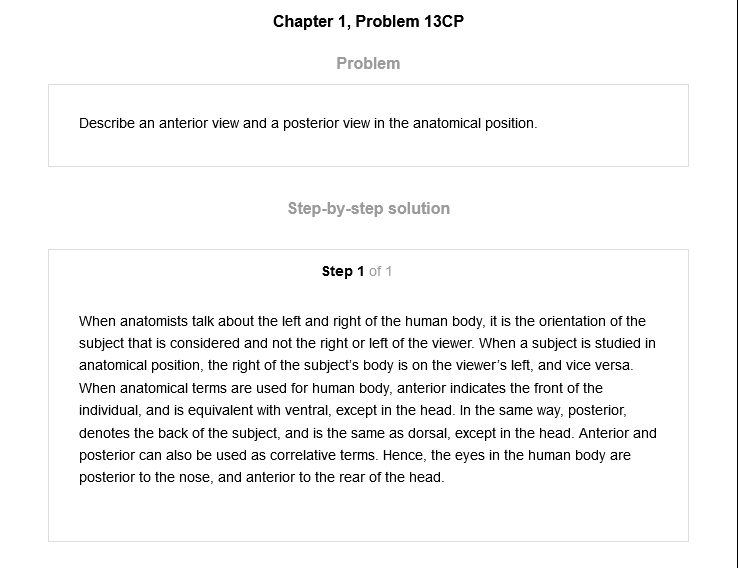 Chapter 1, Problem 13CP
Problem
Describe an anterior view and a posterior view in the anatomical position.
Step-by-step solution
Step 1 of 1
When anatomists talk about the left and right of the human body, it is the orientation of the
subject that is considered and not the right or left of the viewer. When a subject is studied in
anatomical position, the right of the subject's body is on the viewer's left, and vice versa.
When anatomical terms are used for human body, anterior indicates the front of the
individual, and is equivalent with ventral, except in the head. In the same way, posterior,
denotes the back of the subject, and is the same as dorsal, except in the head. Anterior and
posterior can also be used as correlative terms. Hence, the eyes in the human body are
posterior to the nose, and anterior to the rear of the head.